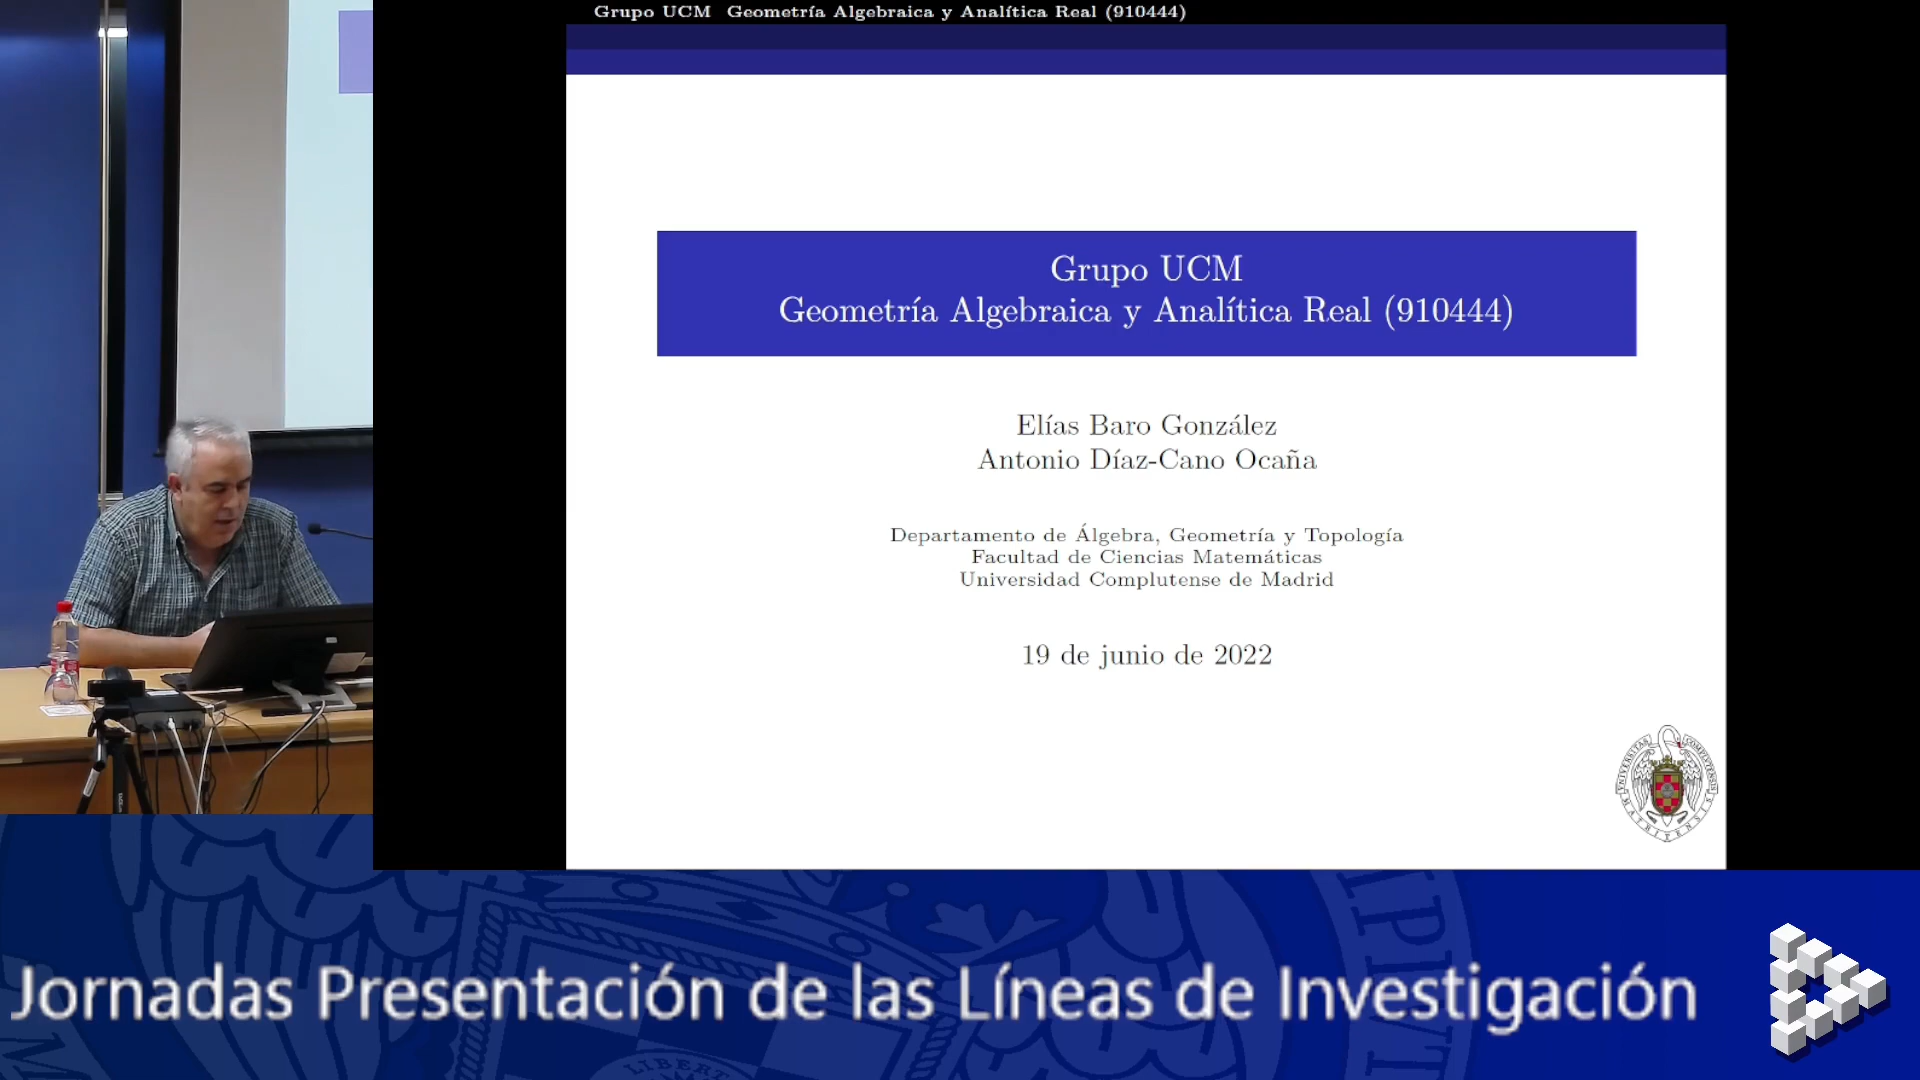 Grupo UCM Geometría Algebraica y Analítica Real (910444)
Grupo UCM
Geometría Algebraica y Analítica Real (910444)
Elías Baro González
Antonio Díaz-Cano Ocaña
Departamento de Álgebra, Geometría y Topología
Facultad de Ciencias Matemáticas
Universidad Complutense de Madrid
19 de junio de 2022
Jornadas Presentación de las Líneas de Investigación